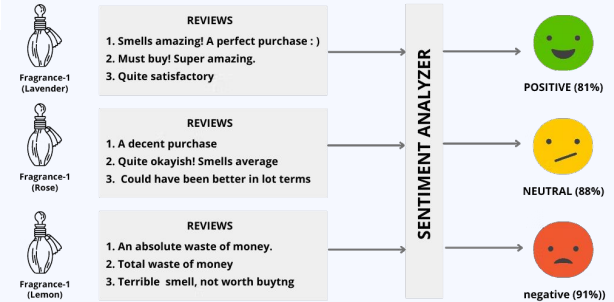 REVIEWS
1. Smells amazing! A perfect purchase : )
2. Must buy! Super amazing.
3. Quite satisfactory
Fragrance-1
(Lavender)
POSITIVE (81%)
SENTIMENT ANALYZER
REVIEWS
1. A decent purchase
2. Quite okayish! Smells average
3. Could have been better in lot terms
Fragrance-1
(Rose)
NEUTRAL (88%)
REVIEWS
1. An absolute waste of money.
2. Total waste of money
3. Terrible smell, not worth buytng
Fragrance-1
(Lemon)
negative (91%))